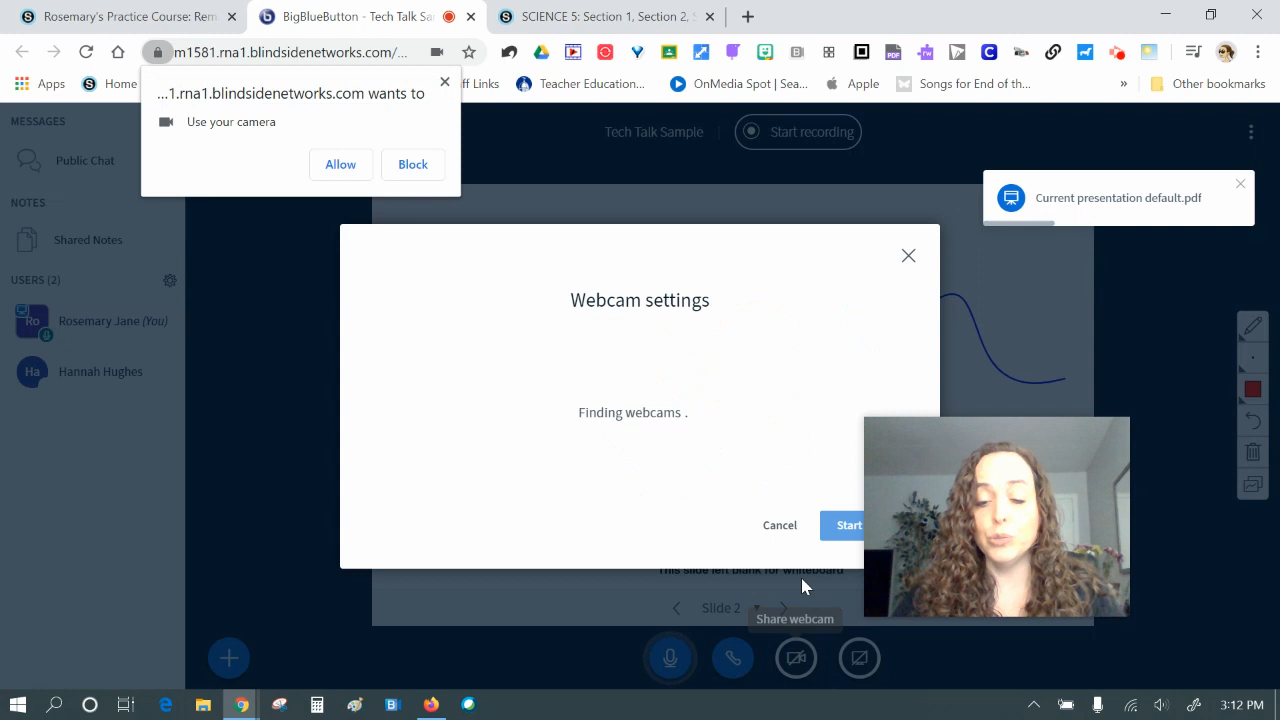 Rosemary's Practice Course: Rem
BigBlueButton - Tech Talk Sa
SCIENCE 5: Section 1, Section 2, S
m1581.rna1.blindsidenetworks.com/...
Apps
Home
ff Links
Teacher Education...
OnMedia Spot | Sea...
Apple
Songs for End of th...
»
Other bookmarks
...1.rna1.blindsidenetworks.com wants to
Use your camera
Allow
Block
MESSAGES
Public Chat
NOTES
Shared Notes
USERS (2)
Ro
Rosemary Jane (You)
Ha
Hannah Hughes
Tech Talk Sample
Start recording
Current presentation default.pdf
Webcam settings
Finding webcams .
Cancel
Start
This slide left blank for whiteboard
Slide 2
Share webcam
3:12 PM